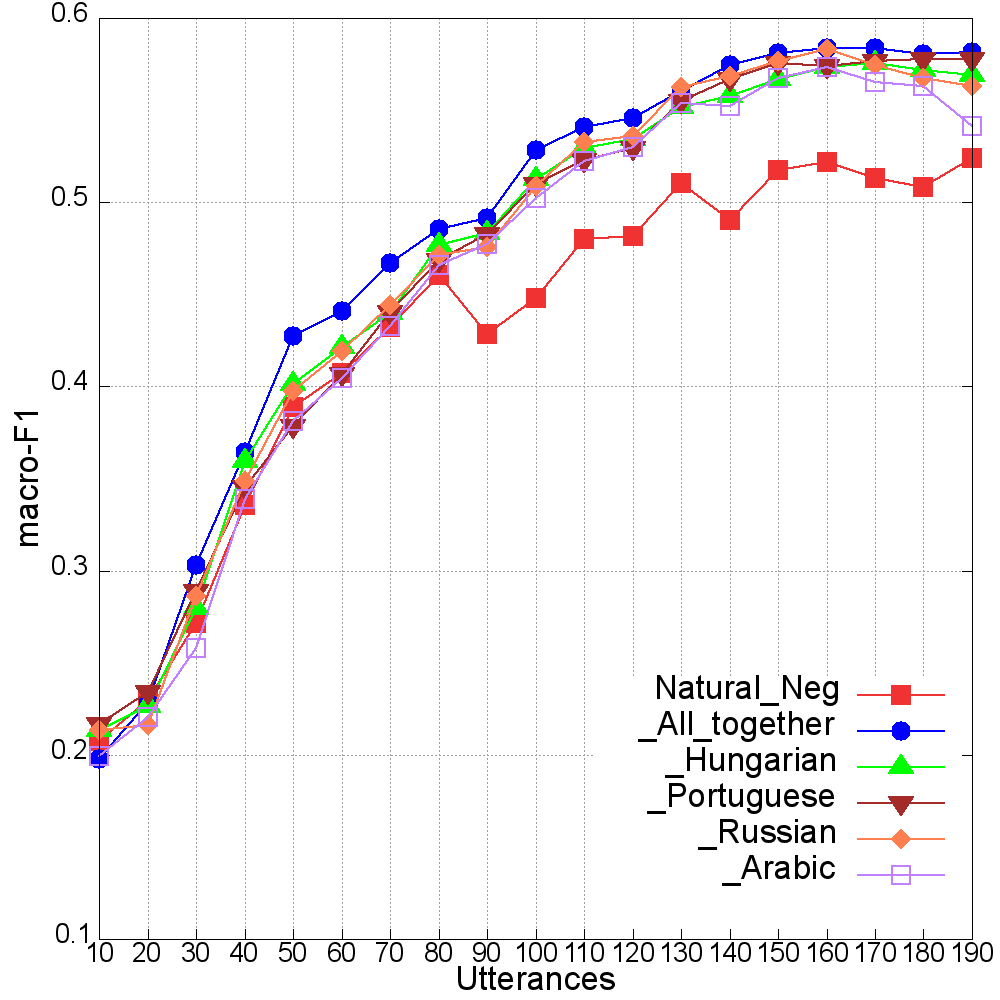 0.6
0.5
0.4
0.3
0.2
0.1
macro-F1
Natural_Neg
_All_together
_Hungarian
_Portuguese
_Russian
_Arabic
10 20 30 40 50 60 70 80 90 100 110 120 130 140 150 160 170 180 190
Utterances